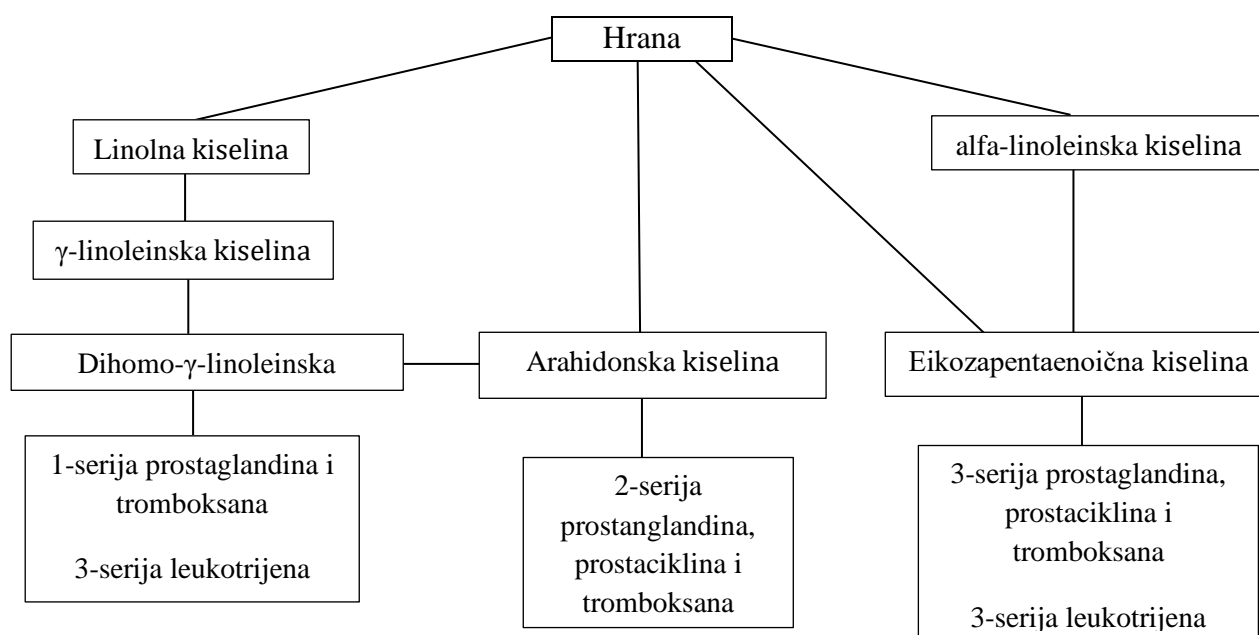 Hrana
Linolna kiselina
alfa-linoleinska kiselina
γ-linoleinska kiselina
Dihomo-γ-linoleinska
Arahidonska kiselina
Eikozapentaenoična kiselina
1-serija prostaglandina i
tromboksana
3-serija leukotrijena
2-serija
prostanglandina,
prostaciklina i
tromboksana
3-serija prostaglandina,
prostaciklina i
tromboksana
3-serija leukotrijena